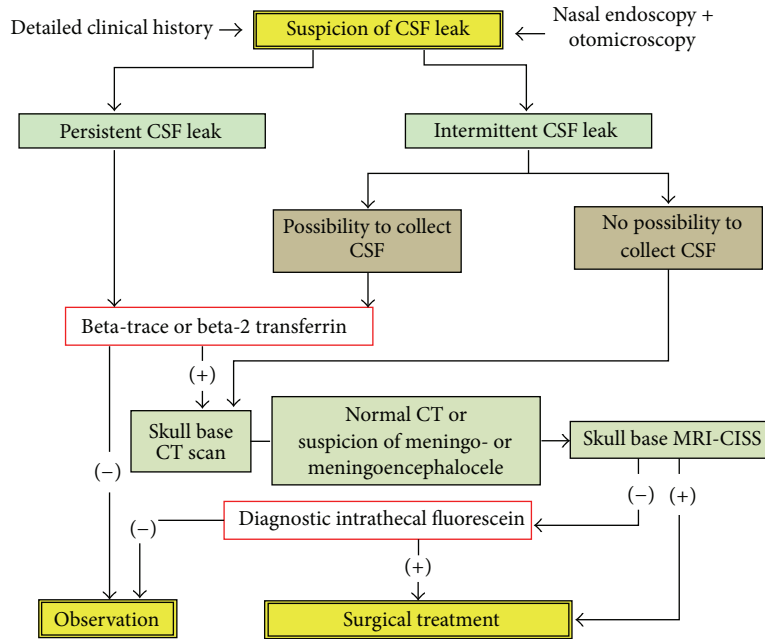 Detailed clinical history
Suspicion of CSF leak
Nasal endoscopy +
otomicroscopy
Persistent CSF leak
Intermittent CSF leak
Possibility to collect
CSF
No possibility to
collect CSF
Beta-trace or beta-2 transferrin
(+)
Skull base
CT scan
Normal CT or
suspicion of meningo- or
meningoencephalocele
Skull base MRI-CISS
(−)
(−)
(+)
Diagnostic intrathecal fluorescein
(−)
(+)
Observation
Surgical treatment